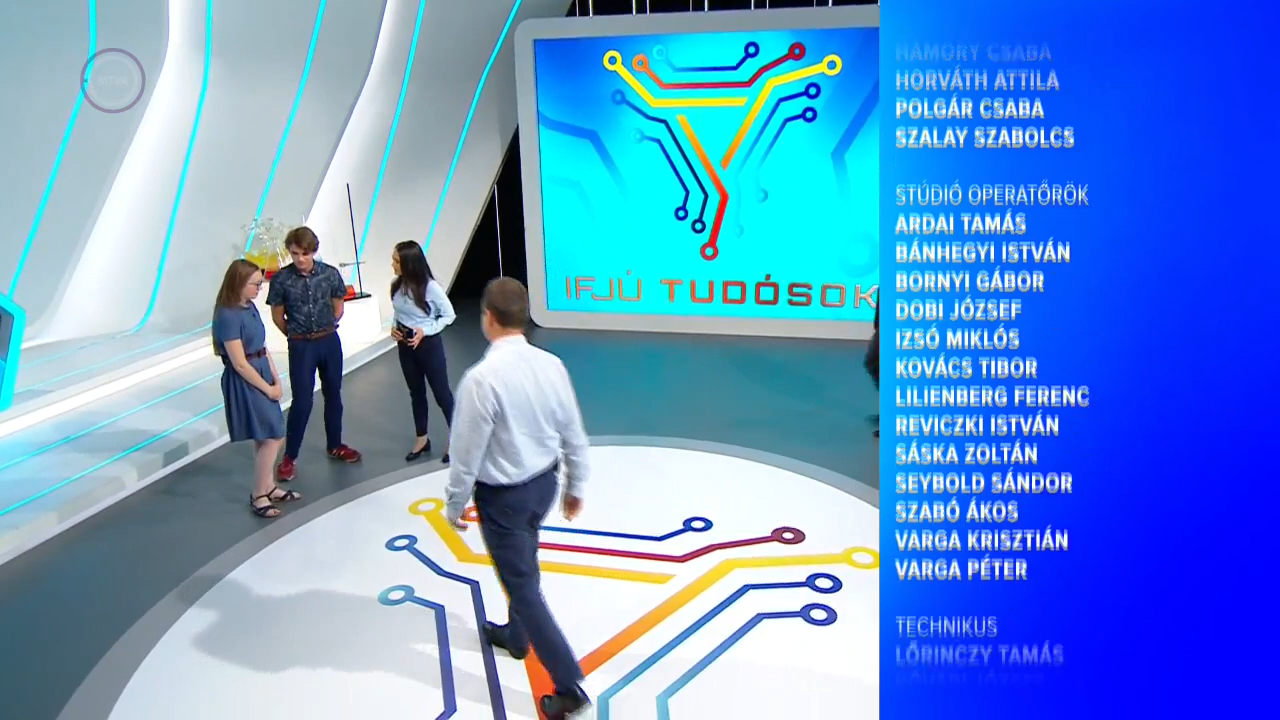 IFJÚ TUDÓSOK
HAMORY CSABA
HORVÁTH ATTILA
POLGÁR CSABA
SZALAY SZABOLCS
STÚDIÓ OPERATŐRÖK
ARDAI TAMÁS
BÁNHEGYI ISTVÁN
BORNYI GÁBOR
DOBI JÓZSEF
IZSÓ MIKLÓS
KOVÁCS TIBOR
LILIENBERG FERENC
REVICZKI ISTVÁN
SÁSKA ZOLTÁN
SEYBOLD SÁNDOR
SZABÓ ÁKOS
VARGA KRISZTIÁN
VARGA PÉTER
TECHNIKUS
LŐRINCZY TAMÁS